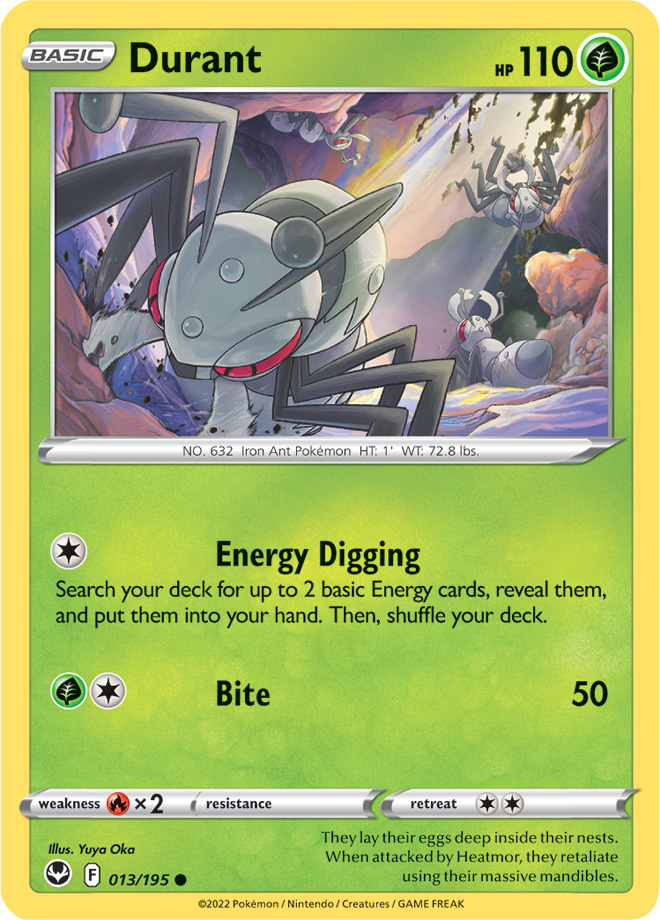 BASIC Durant HP 110
NO. 632 Iron Ant Pokémon HT: 1' WT: 72.8 lbs.
Energy Digging
Search your deck for up to 2 basic Energy cards, reveal them,
and put them into your hand. Then, shuffle your deck.
Bite 50
weakness ×2 resistance retreat
Illus. Yuya Oka
F 013/195
They lay their eggs deep inside their nests.
When attacked by Heatmor, they retaliate
using their massive mandibles.
©2022 Pokémon / Nintendo / Creatures / GAME FREAK